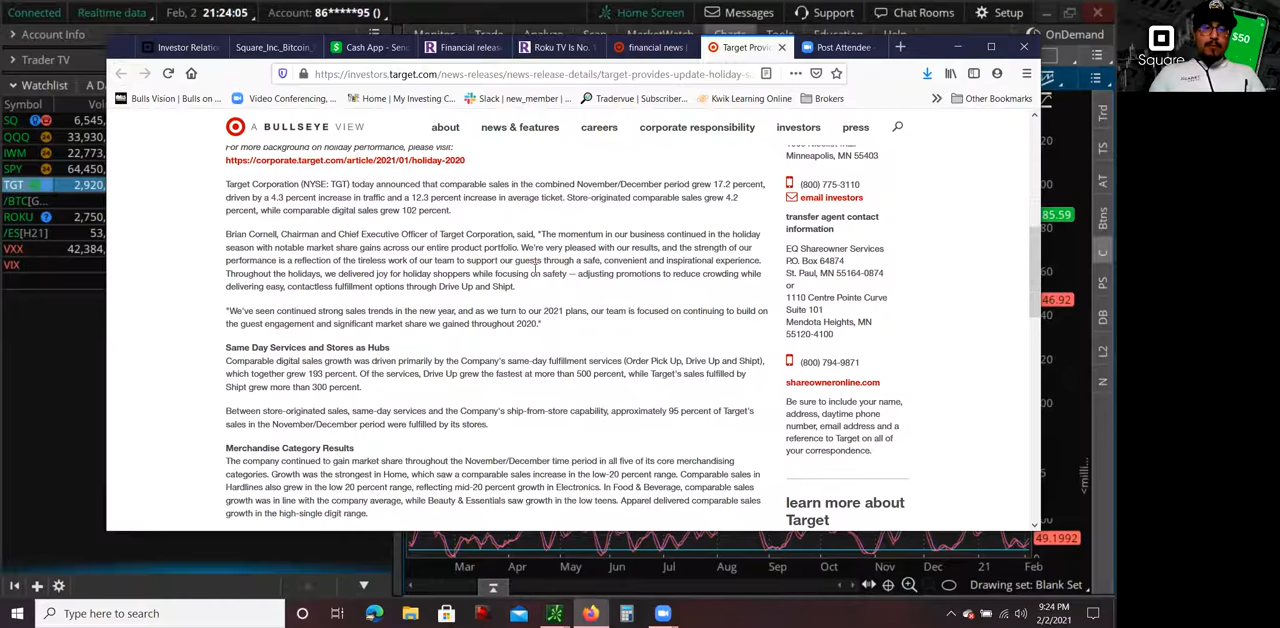 Connected
Realtime data
Feb, 2
21:24:05
Account: 86*****95 ()
Home Screen
Messages
Support
Chat Rooms
Setup
Account Info
OnDemand
Trader TV
Investor Relatio
Square_Inc_Bitcoin_
Cash App - Sen
Financial releas
Roku TV Is No. 1
financial news |
Target Provid
Post Attendee
Watchlist
https://investors.target.com/news-releases/news-release-details/target-provides-update-holiday-s
Symbol
Bulls Vision | Bulls on ...
Video Conferencing, ...
Home | My Investing C...
Slack | new_member | ...
Tradervue | Subscriber...
Kwik Learning Online
Brokers
Other Bookmarks
SQ 6,545,
QQQ 33,930,
IWM 22,773,
SPY 64,450,
TGT 2,920,
/BTC[G...
ROKU 2,750,
/ES[H21] 53,
VXX 42,384,
VIX
A BULLSEYE VIEW
about
news & features
careers
corporate responsibility
investors
press
For more background on holiday performance, please visit:
https://corporate.target.com/article/2021/01/holiday-2020
Target Corporation (NYSE: TGT) today announced that comparable sales in the combined November/December period grew 17.2 percent,
driven by a 4.3 percent increase in traffic and a 12.3 percent increase in average ticket. Store-originated comparable sales grew 4.2
percent, while comparable digital sales grew 102 percent.
Brian Cornell, Chairman and Chief Executive Officer of Target Corporation, said, "The momentum in our business continued in the holiday
season with notable market share gains across our entire product portfolio. We're very pleased with our results, and the strength of our
performance is a reflection of the tireless work of our team to support our guests through a safe, convenient and inspirational experience.
Throughout the holidays, we delivered joy for holiday shoppers while focusing on safety -- adjusting promotions to reduce crowding while
delivering easy, contactless fulfillment options through Drive Up and Shipt.
"We've seen continued strong sales trends in the new year, and as we turn to our 2021 plans, our team is focused on continuing to build on
the guest engagement and significant market share we gained throughout 2020."
Same Day Services and Stores as Hubs
Comparable digital sales growth was driven primarily by the Company's same-day fulfillment services (Order Pick Up, Drive Up and Shipt),
which together grew 193 percent. Of the services, Drive Up grew the fastest at more than 500 percent, while Target's sales fulfilled by
Shipt grew more than 300 percent.
Between store-originated sales, same-day services and the Company's ship-from-store capability, approximately 95 percent of Target's
sales in the November/December period were fulfilled by its stores.
Merchandise Category Results
The company continued to gain market share throughout the November/December time period in all five of its core merchandising
categories. Growth was the strongest in Home, which saw a comparable sales increase in the low-20 percent range. Comparable sales in
Hardlines also grew in the low 20 percent range, reflecting mid-20 percent growth in Electronics. In Food & Beverage, comparable sales
growth was in line with the company average, while Beauty & Essentials saw growth in the low teens. Apparel delivered comparable sales
growth in the high-single digit range.
Minneapolis, MN 55403
(800) 775-3110
email investors
transfer agent contact
information
EQ Shareowner Services
P.O. Box 64874
St. Paul, MN 55164-0874
or
1110 Centre Pointe Curve
Suite 101
Mendota Heights, MN
55120-4100
(800) 794-9871
shareowneronline.com
Be sure to include your name,
address, daytime phone
number, email address and a
reference to Target on all of
your correspondence.
learn more about
Target
Trd
TS
AT
Btns
C
PS
DB
L2
N
85.59
46.92
49.1992
<milli...
Mar
Apr
May
Jun
Jul
Aug
Sep
Oct
Nov
Dec
Feb
Drawing set: Blank Set
Type here to search
9:24 PM
2/2/2021
Square
$50